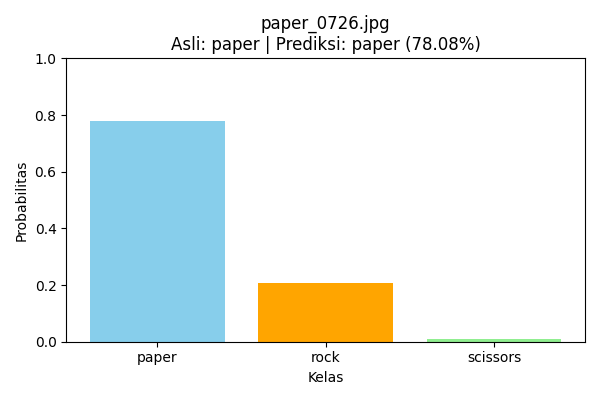 paper_0726.jpg
Asli: paper | Prediksi: paper (78.08%)
1.0
0.8
0.6
0.4
0.2
0.0
Probabilitas
paper rock scissors
Kelas